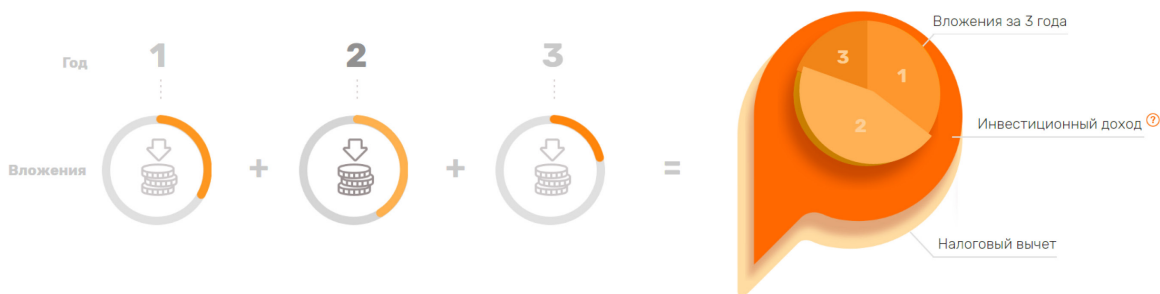 Год 1 2 3
Вложения + + =
3 1
2
Вложения за 3 года
Инвестиционный доход ?
Налоговый вычет